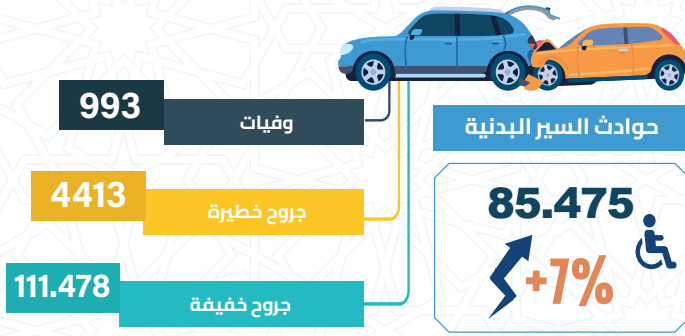 حوادث السير البدنية
85.475
+7%
993
وفيات
4413
جروح خطيرة
111.478
جروح خفيفة